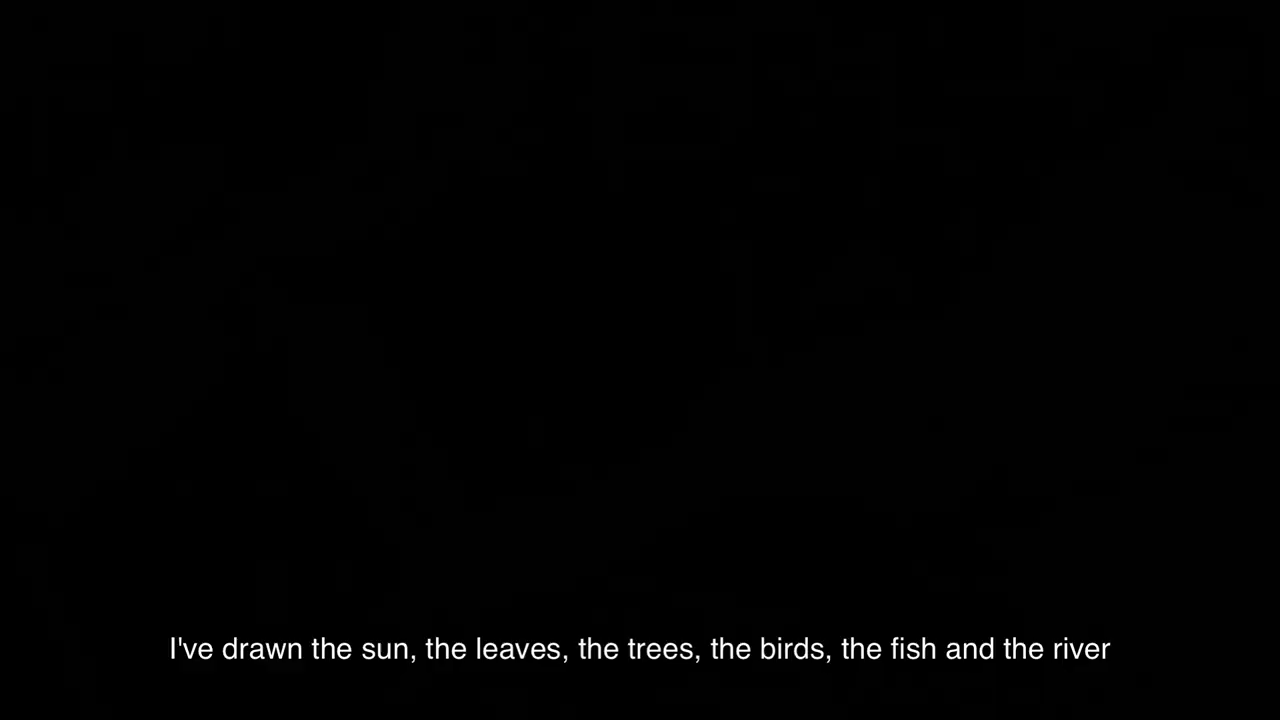 I've drawn the sun, the leaves, the trees, the birds, the fish and the river